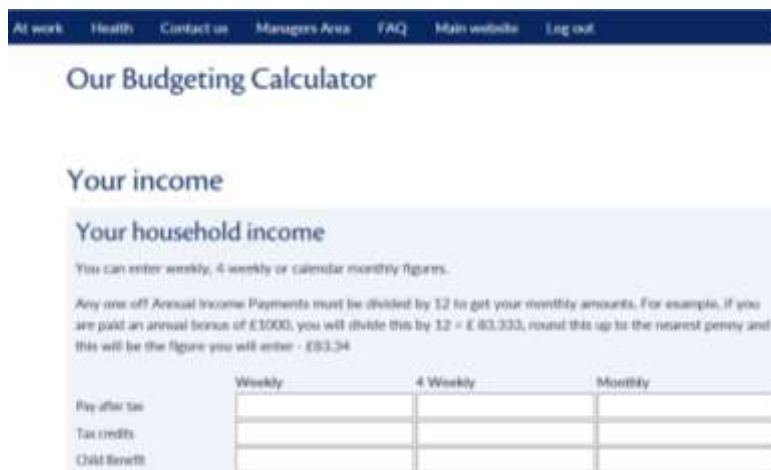 At work Health Contact us Managers Area FAQ Main website Log out
Our Budgeting Calculator
Your income
Your household income
You can enter weekly, 4 weekly or calendar monthly figures.
Any one off Annual Income Payments must be divided by 12 to get your monthly amounts. For example, if you
are paid an annual bonus of £1000, you will divide this by 12 = £ 83.333, round this up to the nearest penny and
this will be the figure you will enter - £83.34
Weekly 4 Weekly Monthly
Pay after tax
Tax credits
Child Benefit